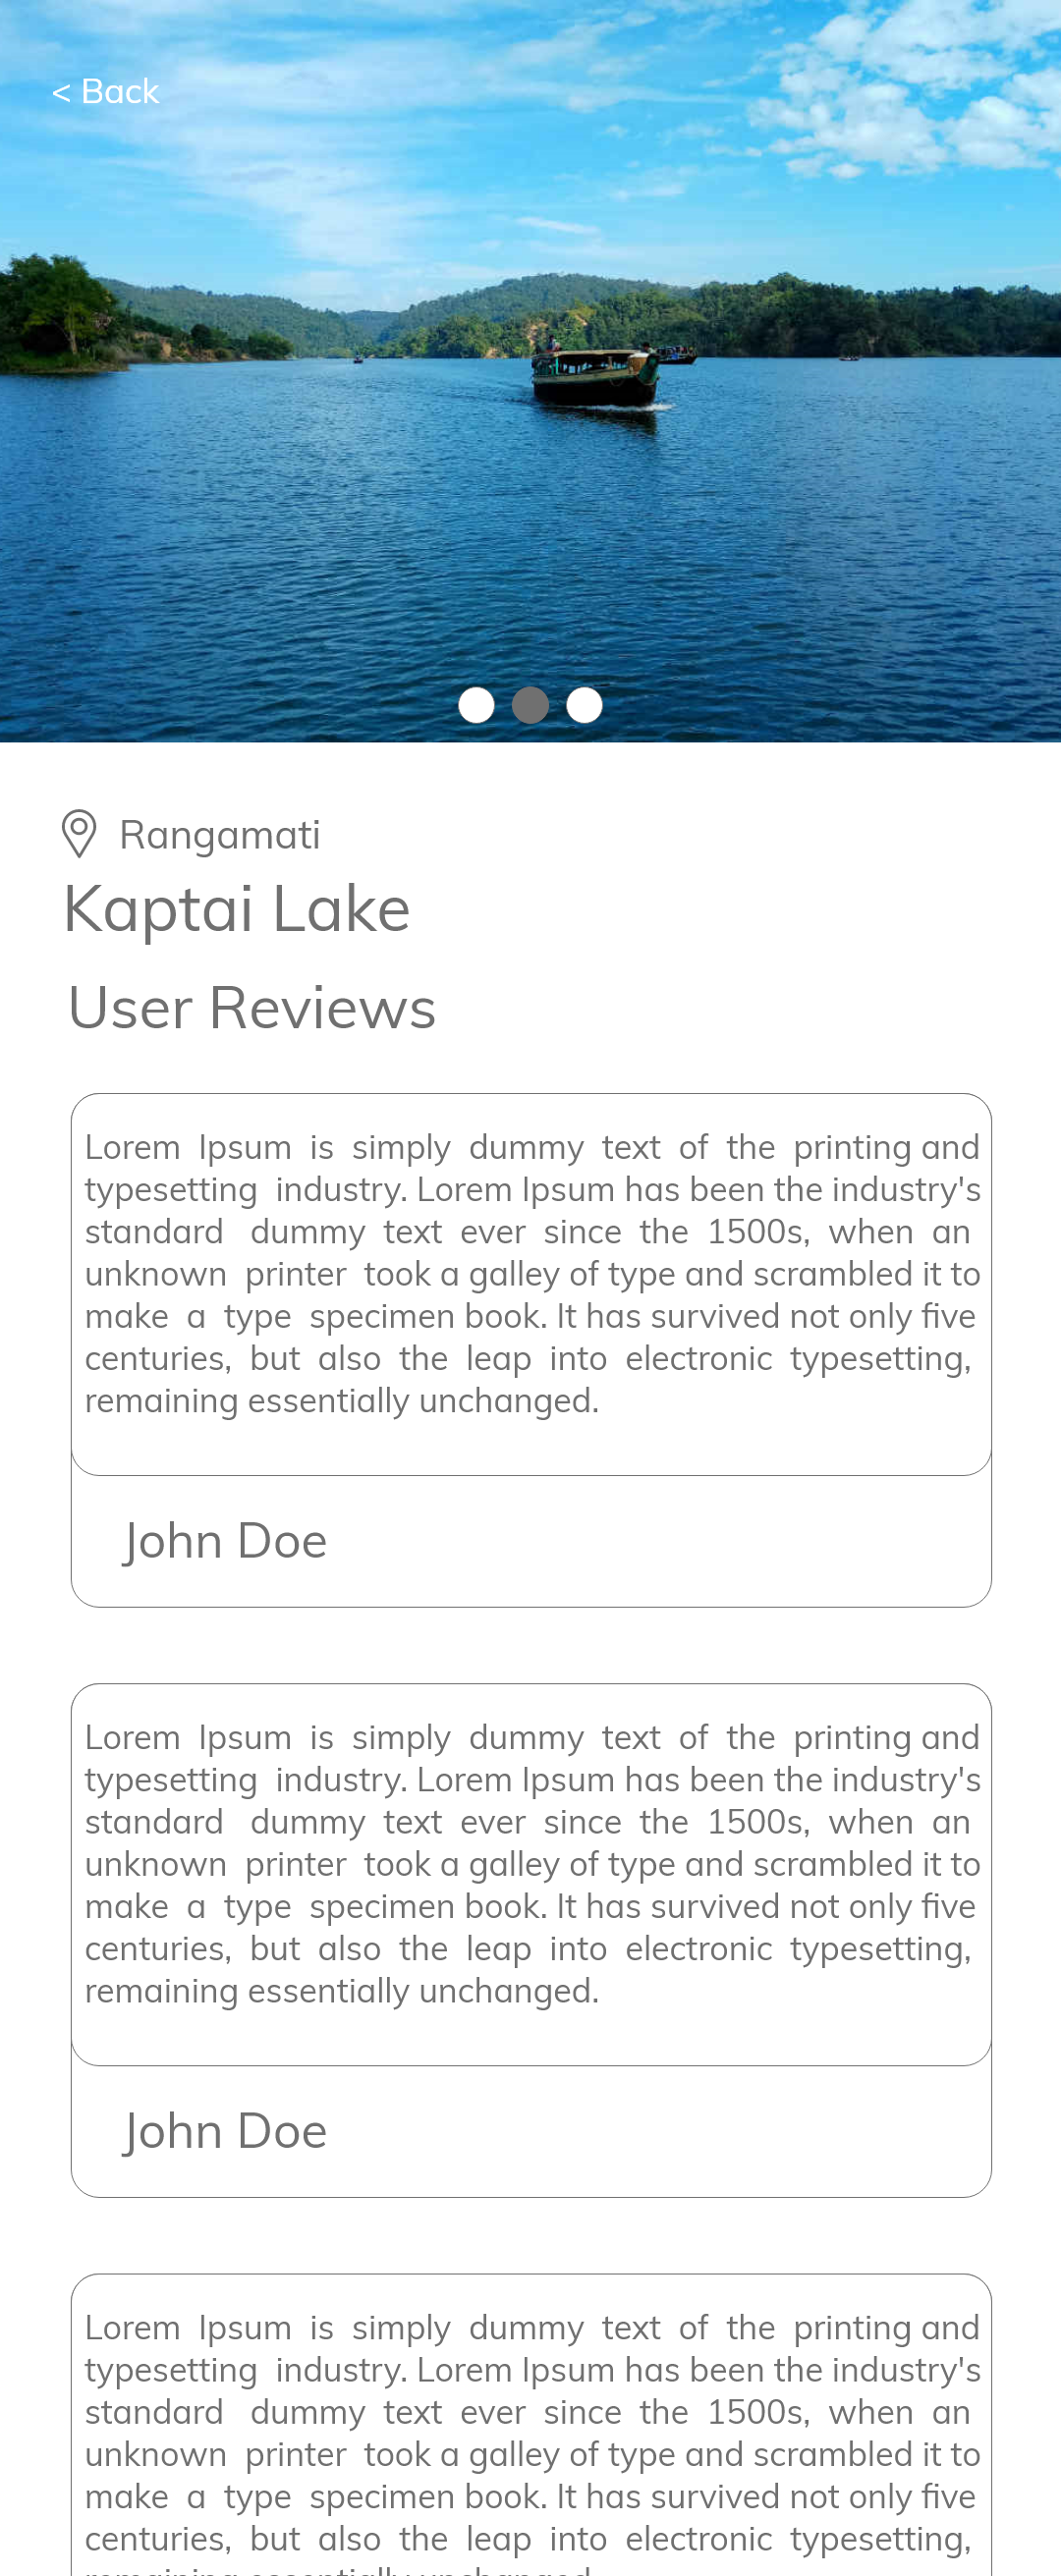 < Back
Rangamati
Kaptai Lake
User Reviews
Lorem Ipsum is simply dummy text of the printing and
typesetting industry. Lorem Ipsum has been the industry's
standard dummy text ever since the 1500s, when an
unknown printer took a galley of type and scrambled it to
make a type specimen book. It has survived not only five
centuries, but also the leap into electronic typesetting,
remaining essentially unchanged.
John Doe
Lorem Ipsum is simply dummy text of the printing and
typesetting industry. Lorem Ipsum has been the industry's
standard dummy text ever since the 1500s, when an
unknown printer took a galley of type and scrambled it to
make a type specimen book. It has survived not only five
centuries, but also the leap into electronic typesetting,
remaining essentially unchanged.
John Doe
Lorem Ipsum is simply dummy text of the printing and
typesetting industry. Lorem Ipsum has been the industry's
standard dummy text ever since the 1500s, when an
unknown printer took a galley of type and scrambled it to
make a type specimen book. It has survived not only five
centuries, but also the leap into electronic typesetting,